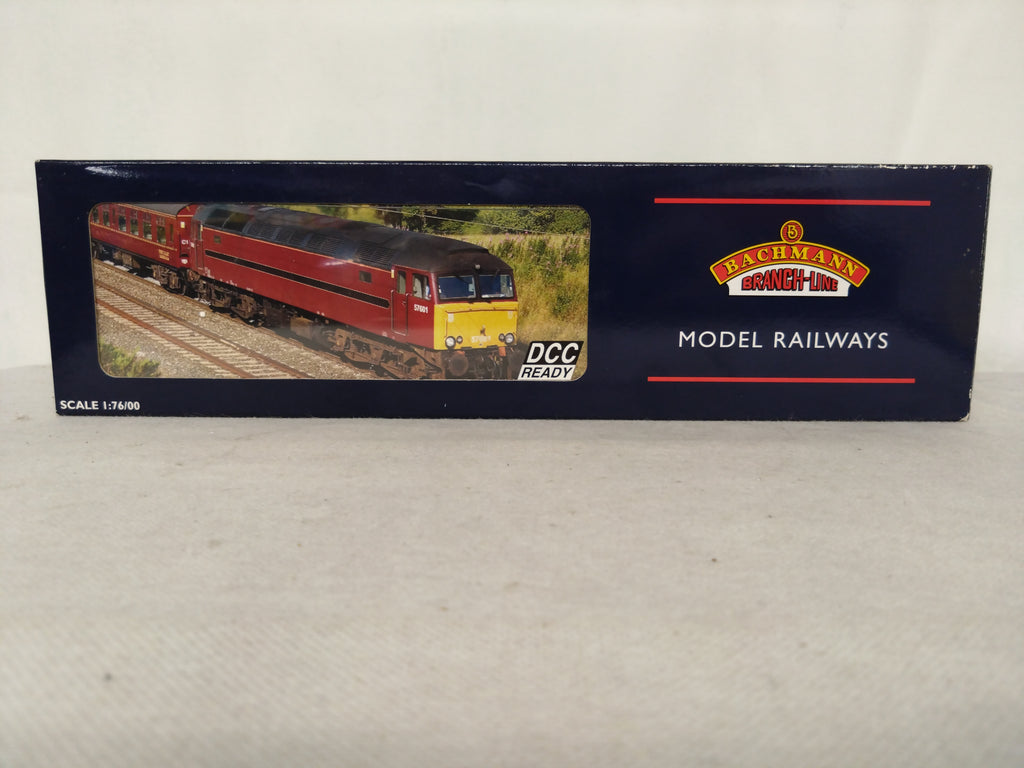 57601
DCC
READY
SCALE 1:76/00
B
BACHMANN
BRANCH-LINE
MODEL RAILWAYS